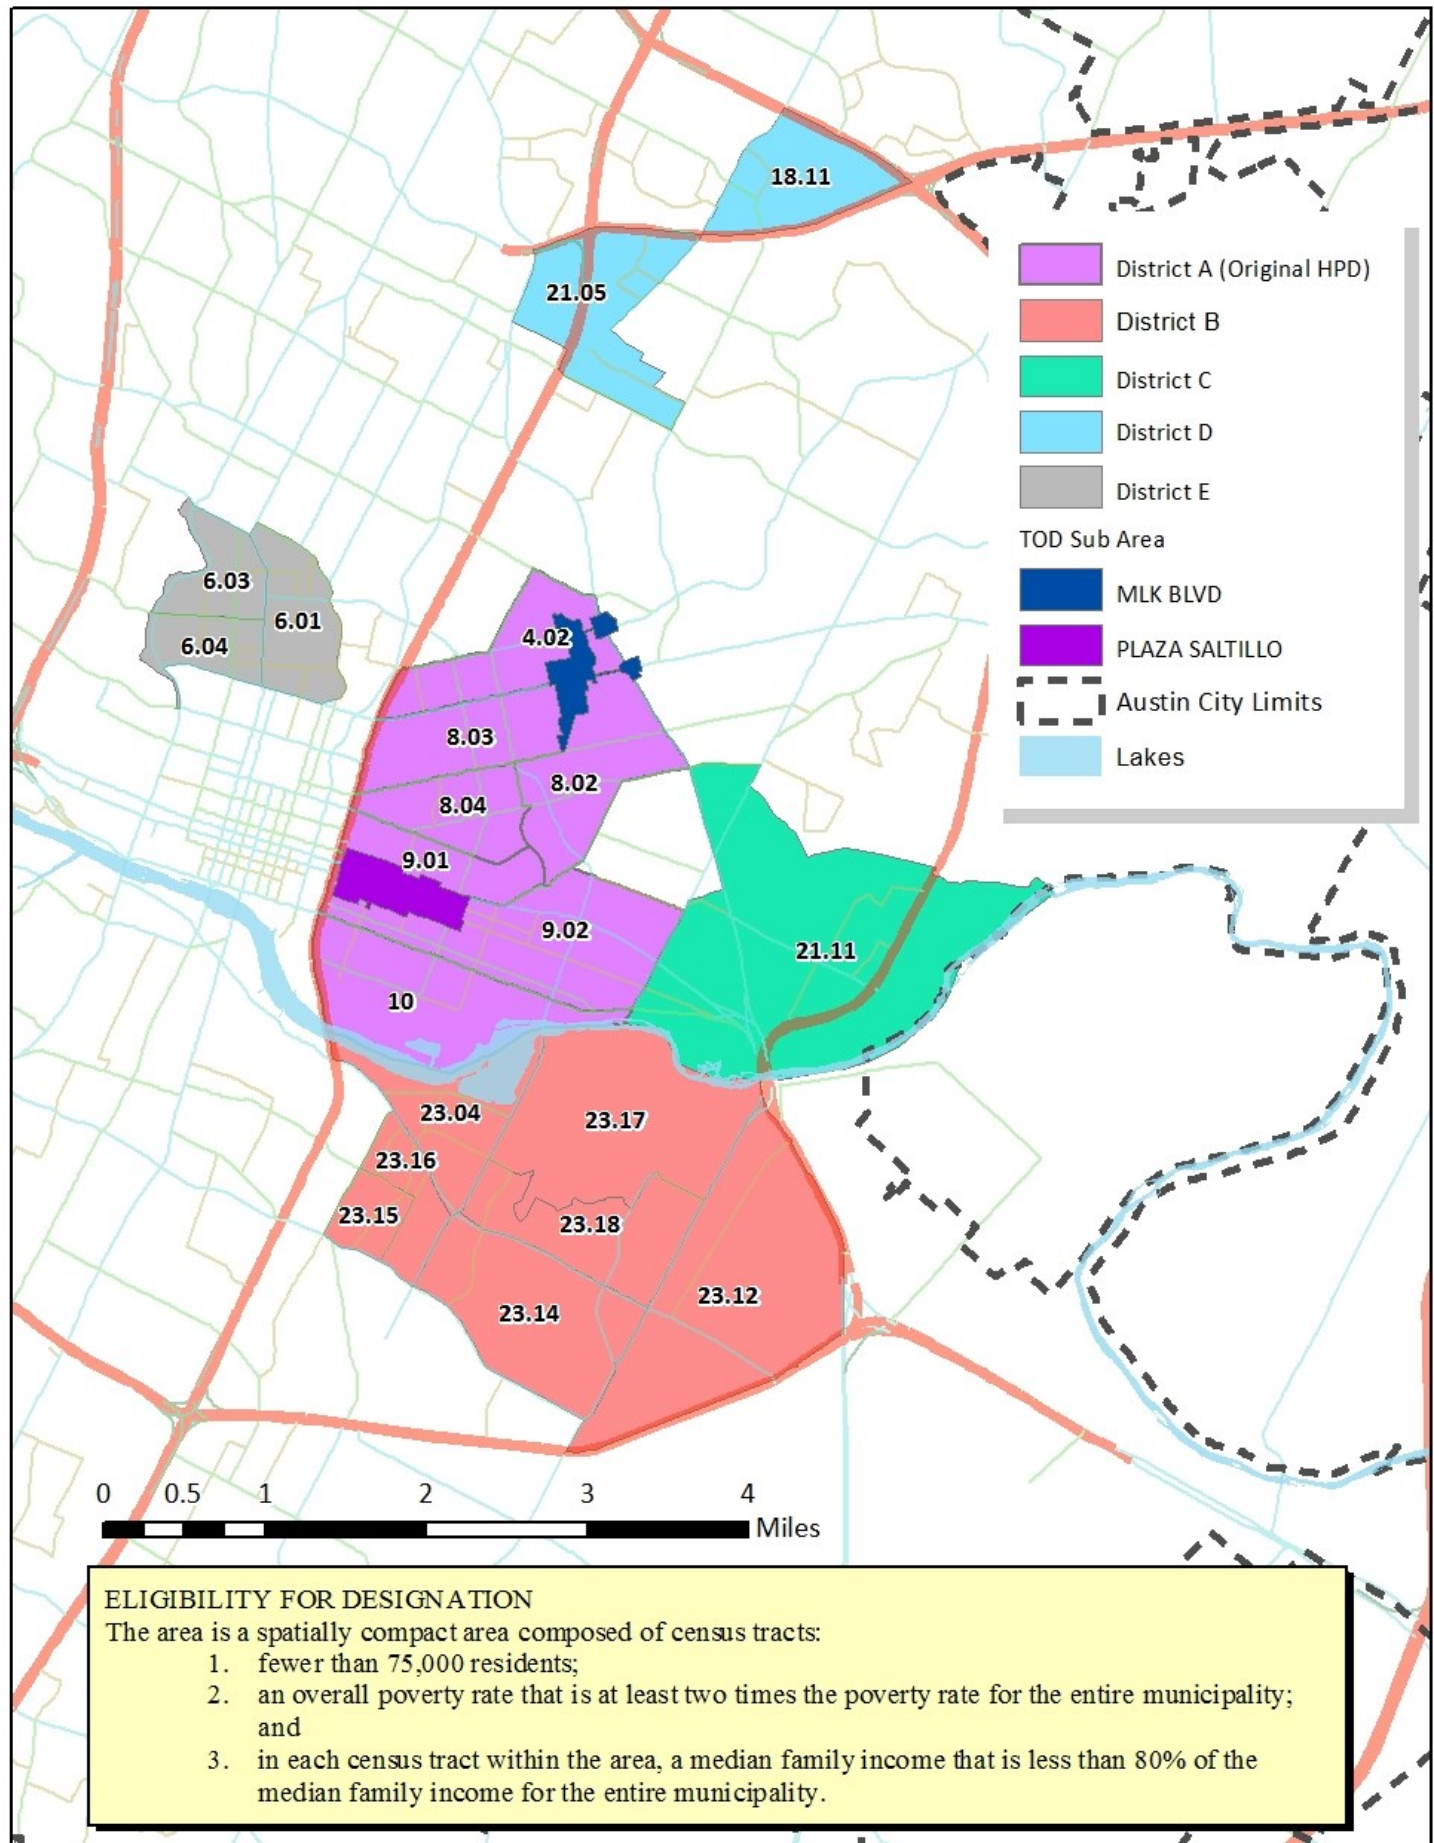 18.11
21.05
District A (Original HPD)
District B
District C
District D
District E
TOD Sub Area
MLK BLVD
PLAZA SALTILLO
Austin City Limits
Lakes
6.03
6.01
6.04
4.02
8.03
8.02
8.04
9.01
9.02
10
21.11
23.04
23.17
23.16
23.15
23.18
23.12
23.14
0 0.5 1 2 3 4
Miles
ELIGIBILITY FOR DESIGNATION
The area is a spatially compact area composed of census tracts:
1. fewer than 75,000 residents;
2. an overall poverty rate that is at least two times the poverty rate for the entire municipality;
and
3. in each census tract within the area, a median family income that is less than 80% of the
median family income for the entire municipality.